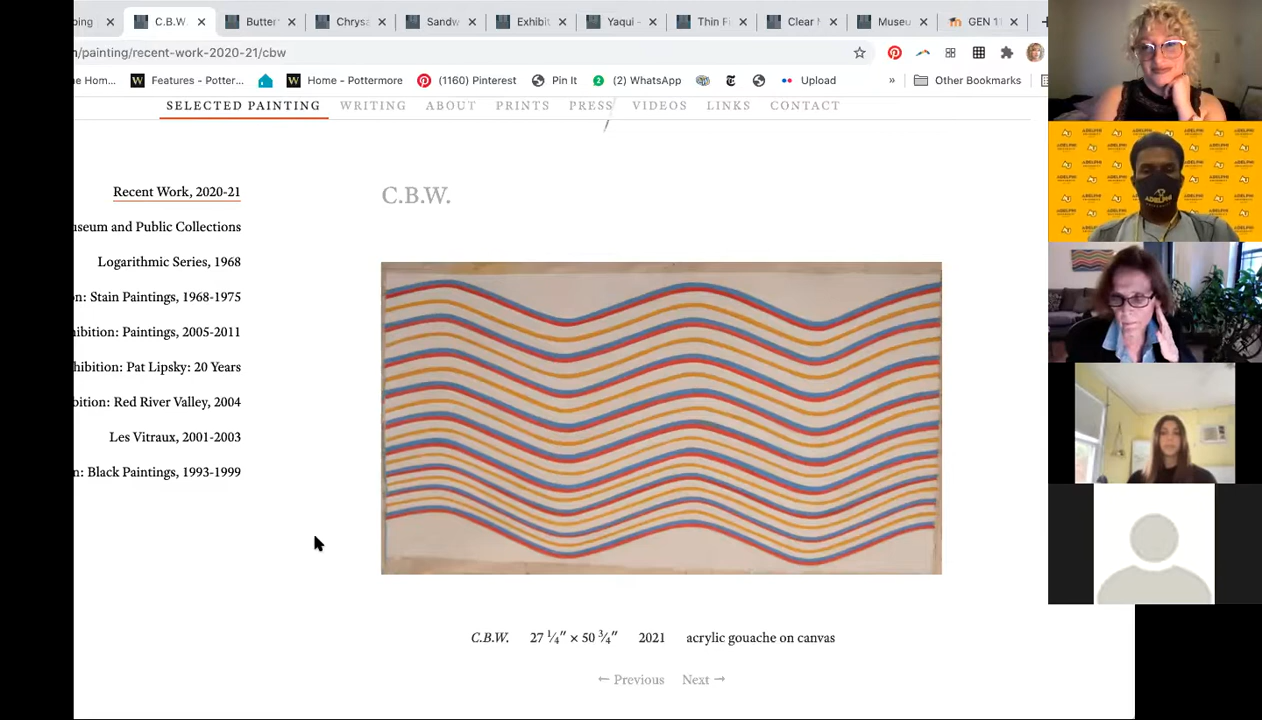 ping
C.B.W.
Butter
Chrys
Sandw
Exhibit
Yaqui -
Thin F
Clear M
Museu
GEN 1
n/painting/recent-work-2020-21/cbw
ne Hom...
Features - Potter...
Home - Pottermore
(1160) Pinterest
Pin It
(2) WhatsApp
Upload
»
Other Bookmarks
SELECTED PAINTING WRITING ABOUT PRINTS PRESS VIDEOS LINKS CONTACT
Recent Work, 2020-21
useum and Public Collections
Logarithmic Series, 1968
on: Stain Paintings, 1968-1975
hibition: Paintings, 2005-2011
hibition: Pat Lipsky: 20 Years
bition: Red River Valley, 2004
Les Vitraux, 2001-2003
n: Black Paintings, 1993-1999
C.B.W.
C.B.W. 27 ¼″ × 50 ¾″ 2021 acrylic gouache on canvas
← Previous Next →
ADELPHI